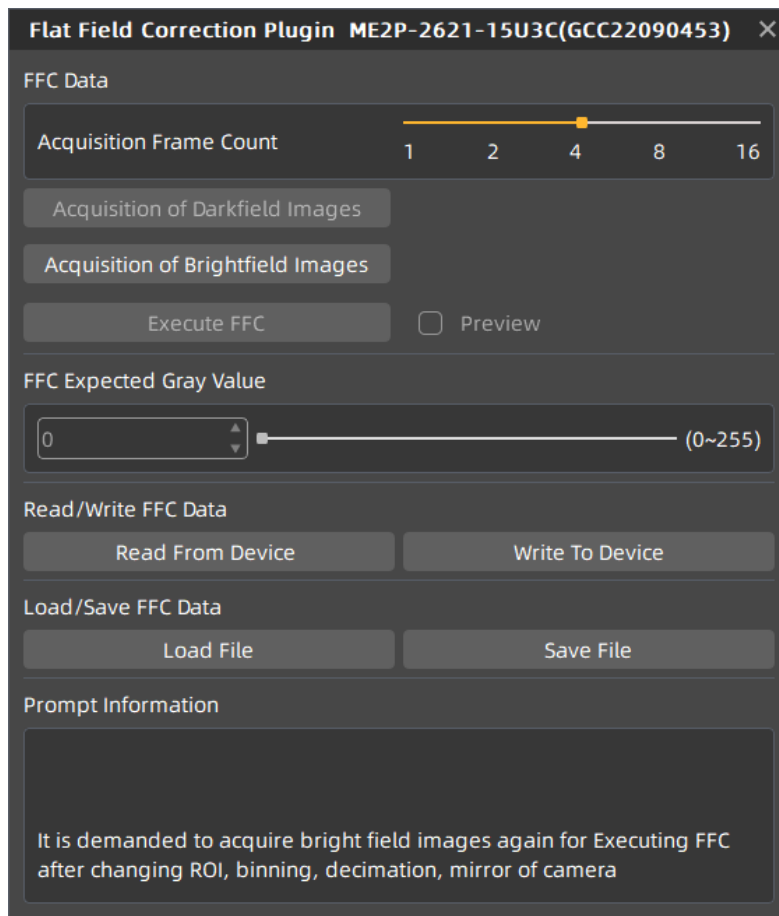 Flat Field Correction Plugin ME2P-2621-15U3C(GCC22090453)
FFC Data
Acquisition Frame Count
1 2 4 8 16
Acquisition of Darkfield Images
Acquisition of Brightfield Images
Execute FFC Preview
FFC Expected Gray Value
0 (0~255)
Read/Write FFC Data
Read From Device Write To Device
Load/Save FFC Data
Load File Save File
Prompt Information
It is demanded to acquire bright field images again for Executing FFC
after changing ROI, binning, decimation, mirror of camera